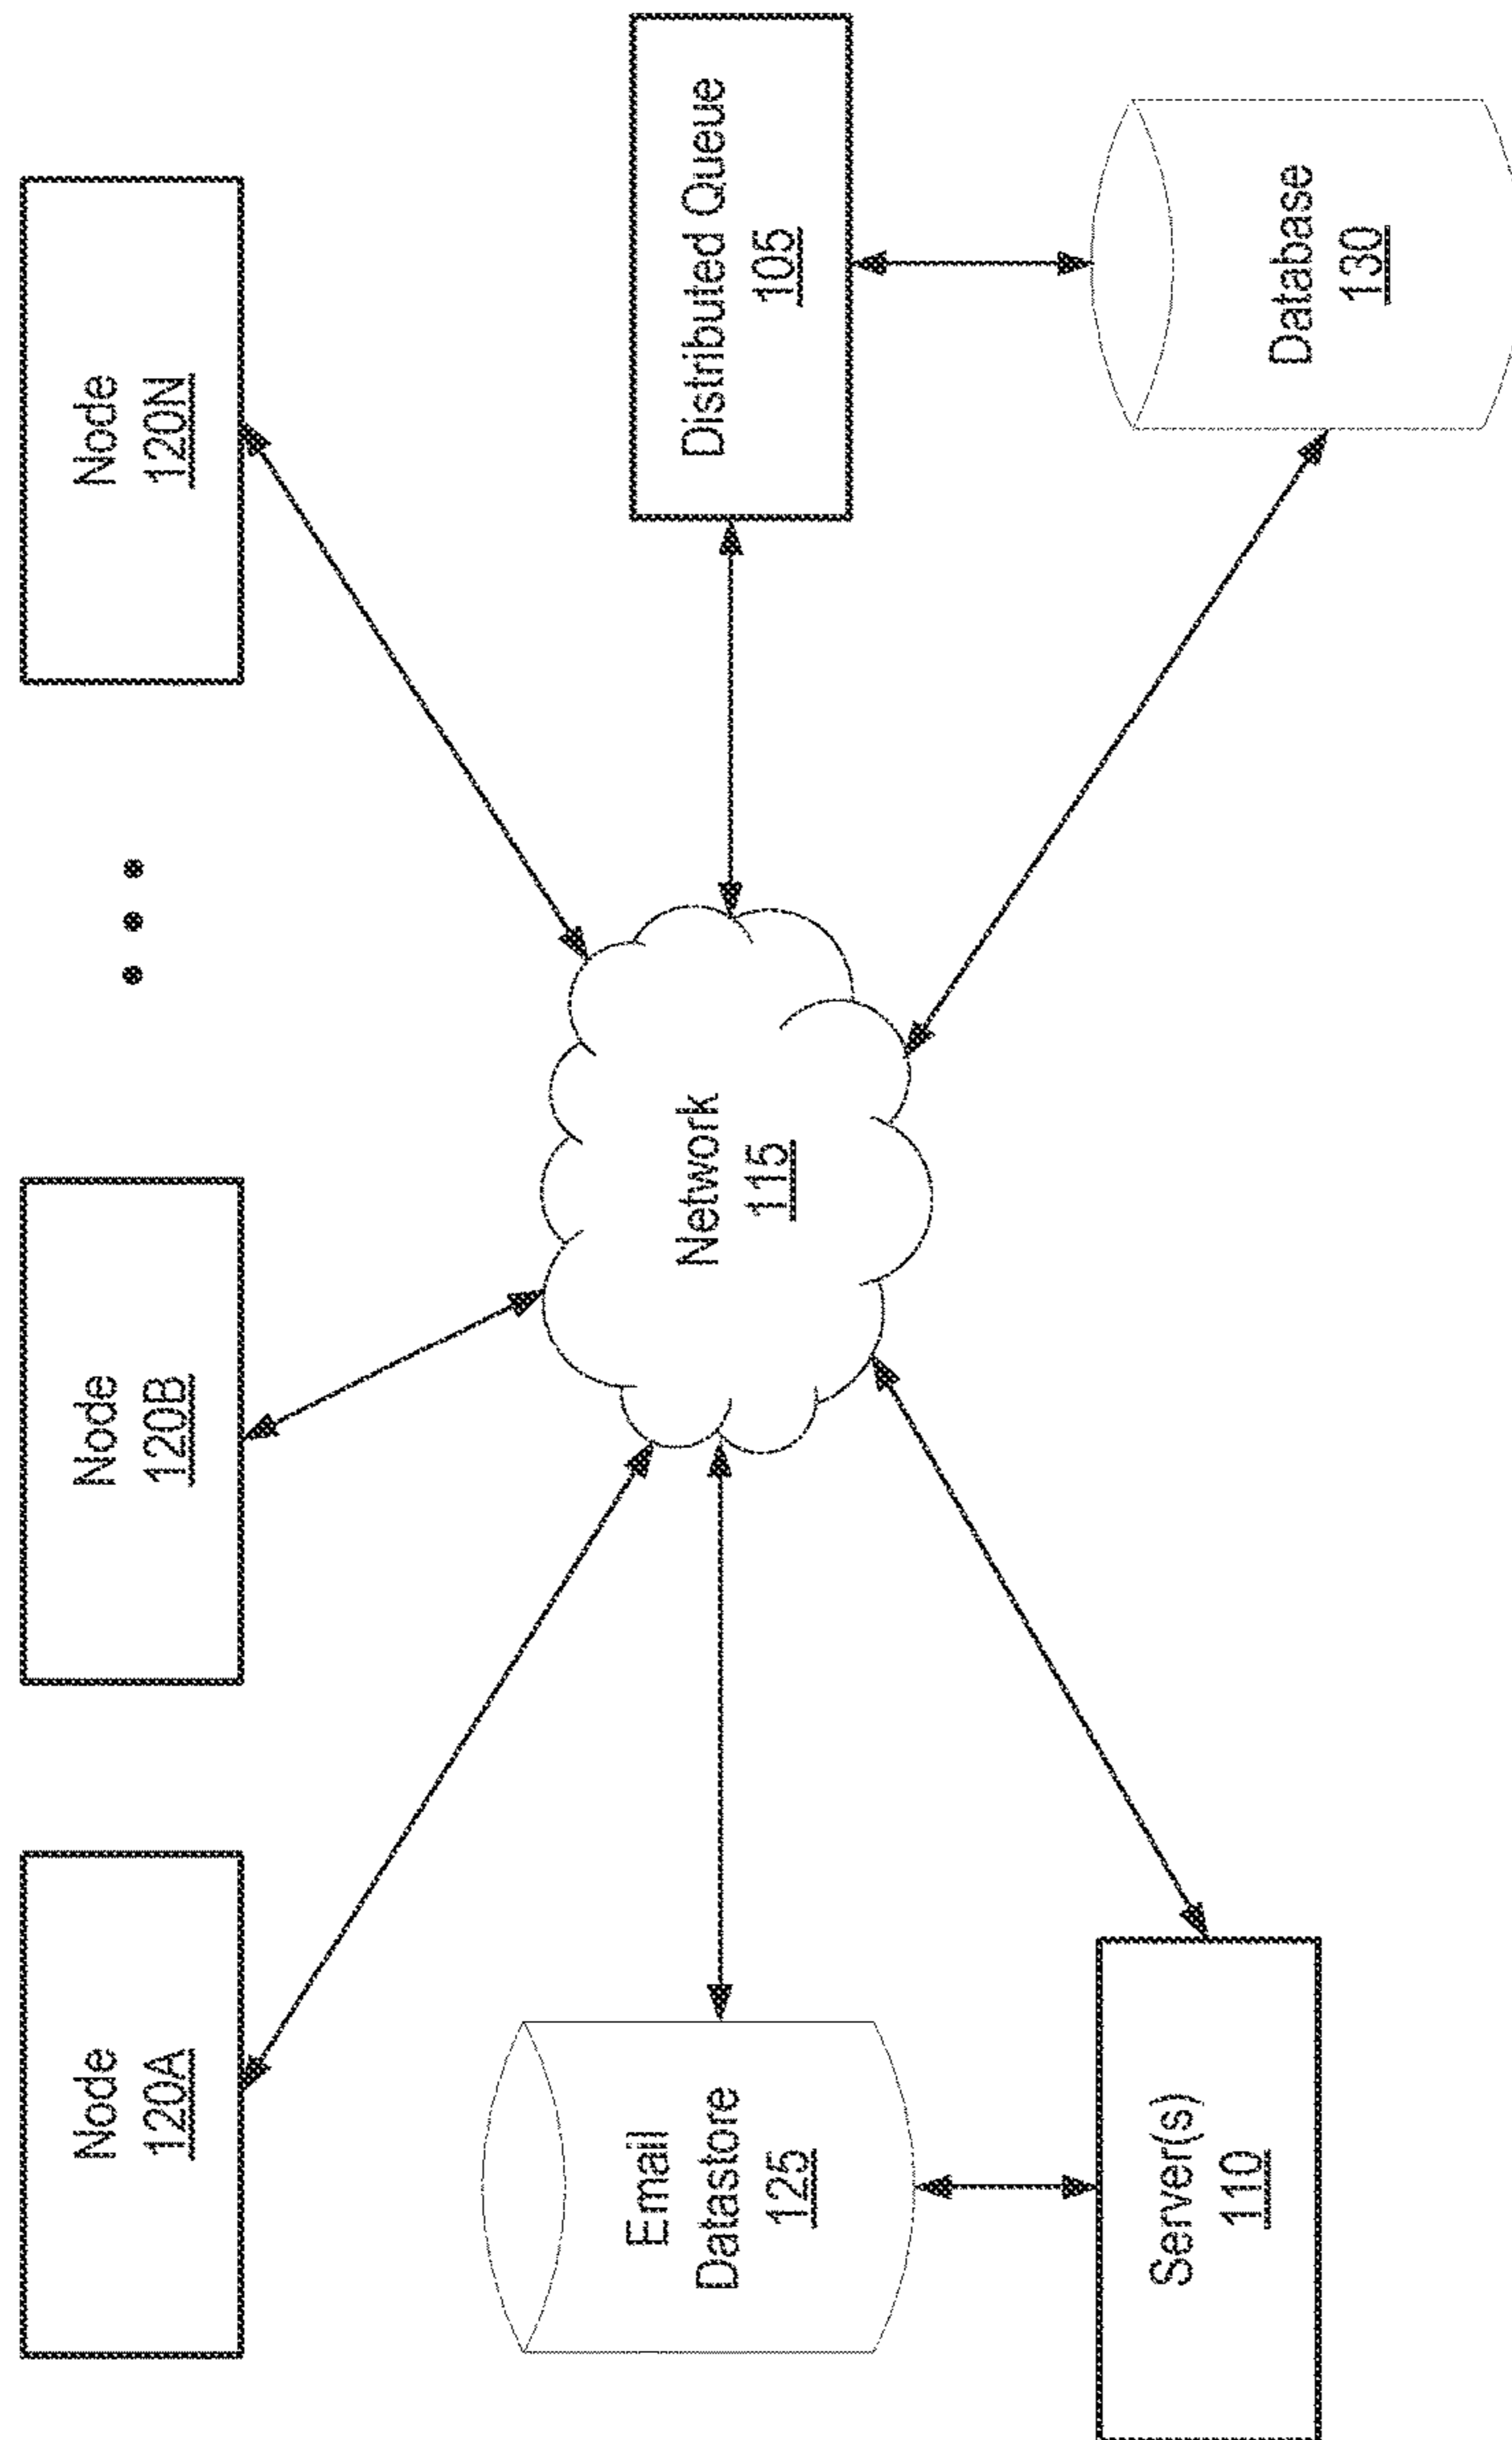 Node
120A
Node
120B
Node
120N
Email
Datastore
125
Network
115
Distributed Queue
105
Server(s)
110
Database
130